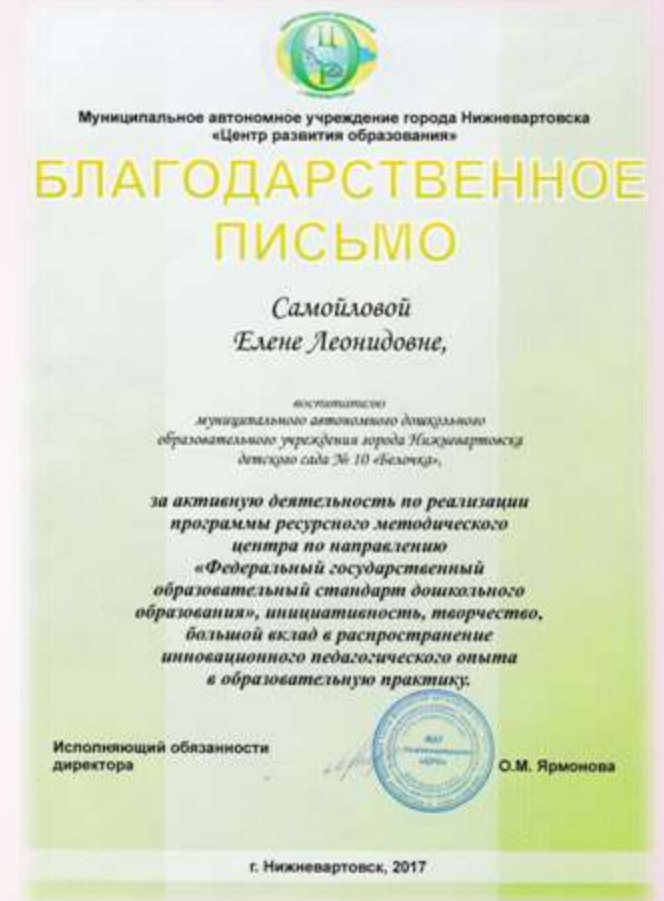 Муниципальное автономное учреждение города Нижневартовска
«Центр развития образования»
БЛАГОДАРСТВЕННОЕ
ПИСЬМО
Самойловой
Елене Леонидовне,
воспитателю
муниципального автономного дошкольного
образовательного учреждения города Нижневартовска
детского сада № 10 «Белочка»,
за активную деятельность по реализации
программы ресурсного методического
центра по направлению
«Федеральный государственный
образовательный стандарт дошкольного
образования», инициативность, творчество,
большой вклад в распространение
инновационного педагогического опыта
в образовательную практику.
Исполняющий обязанности
директора
О.М. Ярмонова
г. Нижневартовск, 2017